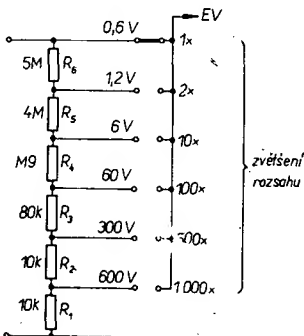 EV
0,6 V 1x
5M R6
1,2 V 2x
4M R5
6 V 10x
M9 R4
60 V 100x
zvětšení
rozsahu
80k R3
300 V 500x
10k R2
600 V 1000x
10k R1